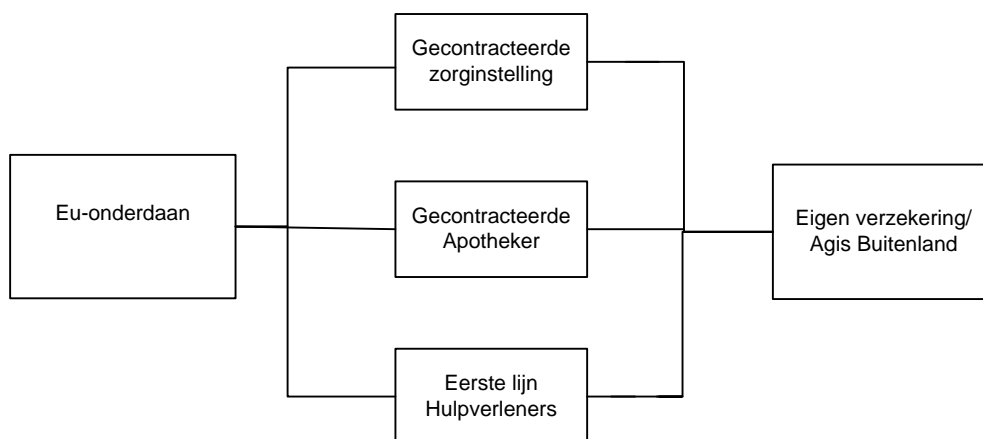 Gecontracteerde
zorginstelling
Eu-onderdaan
Gecontracteerde
Apotheker
Eigen verzekering/
Agis Buitenland
Eerste lijn
Hulpverleners